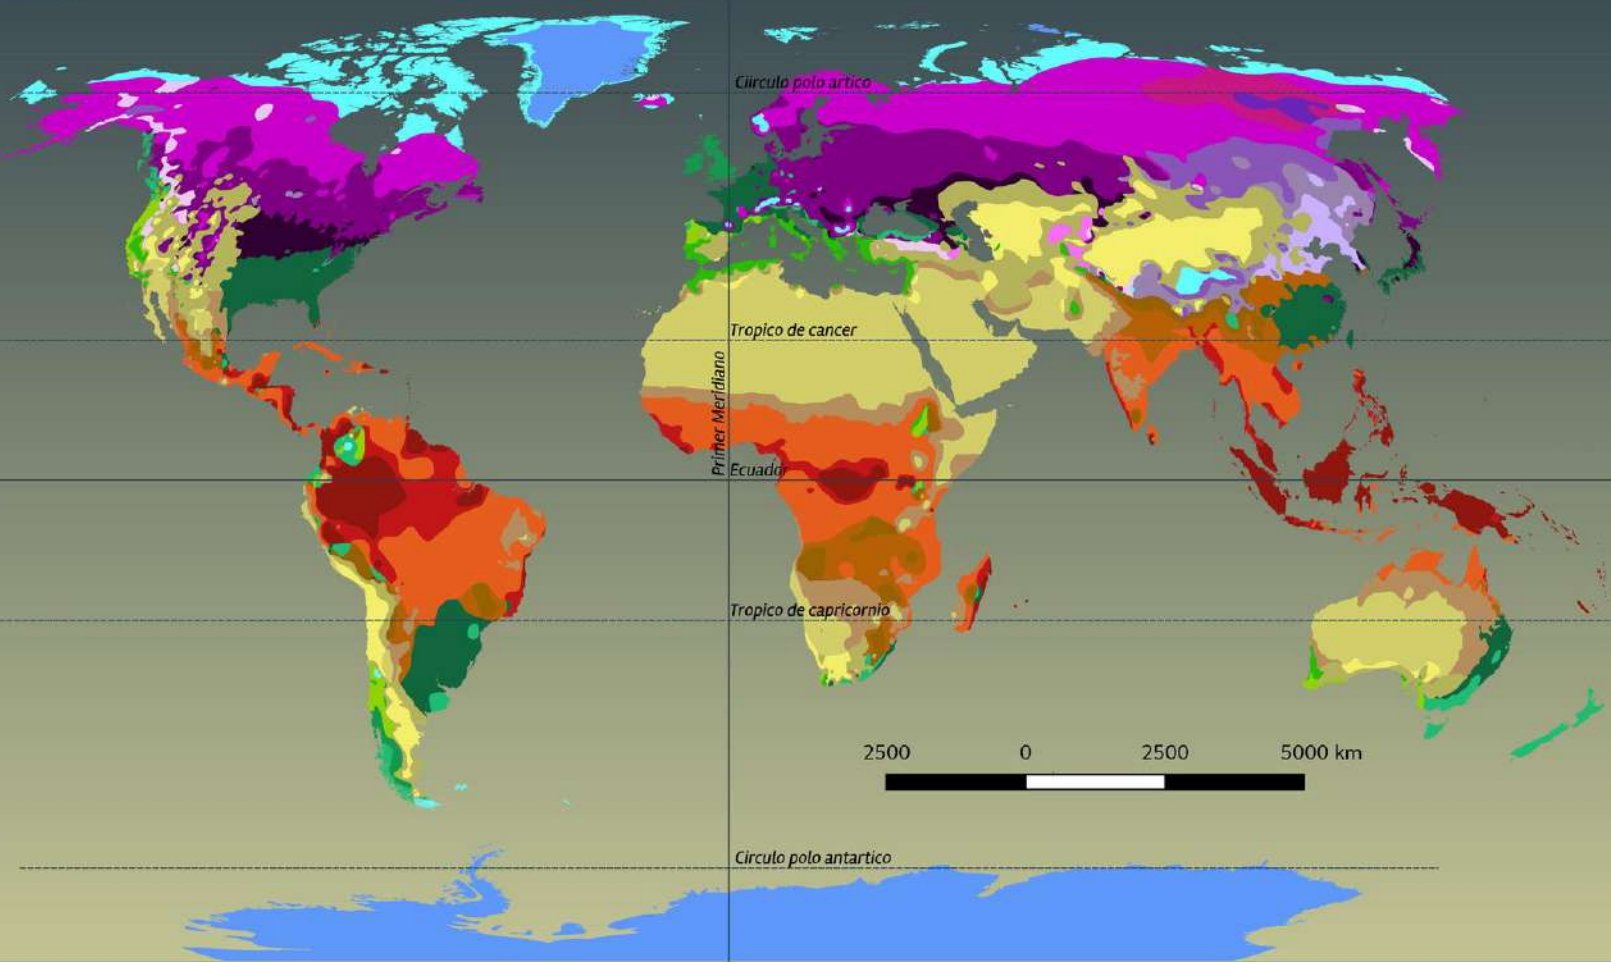 Ciírculo polo artico
Tropico de cancer
Primer Meridiano
Ecuador
Tropico de capricornio
2500 0 2500 5000 km
Circulo polo antartico